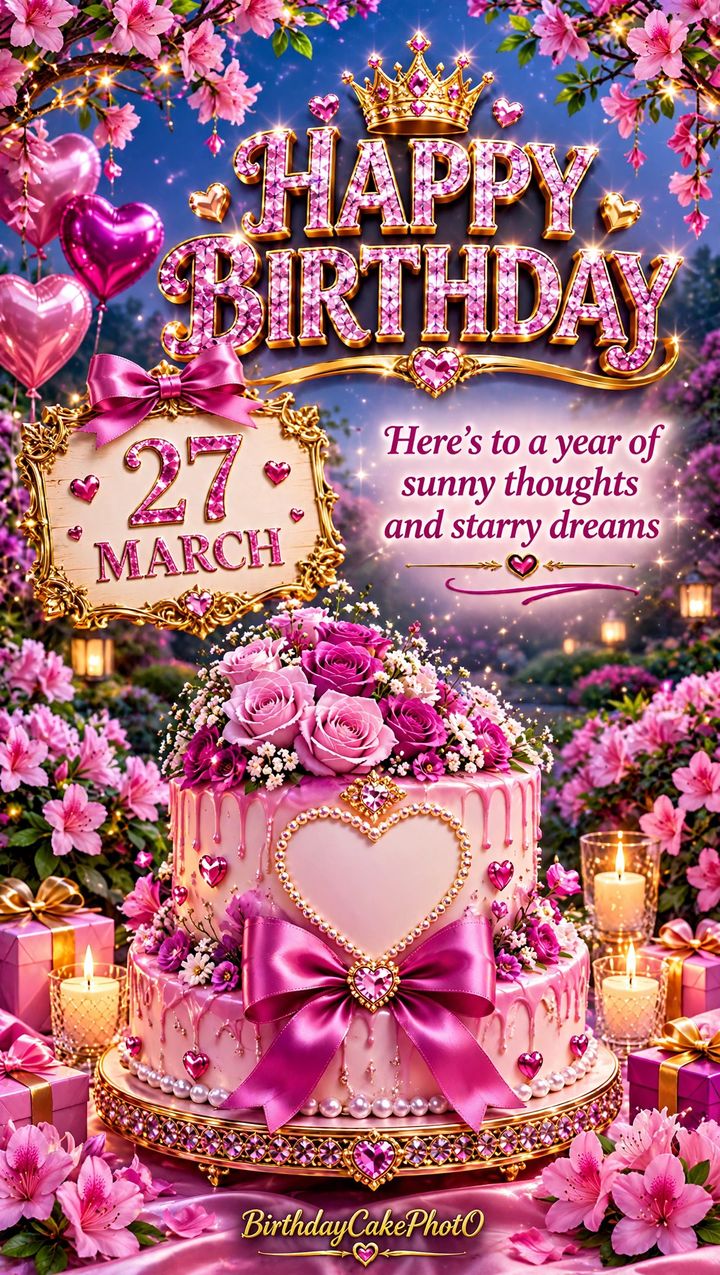 HAPPY
BIRTHDAY
27
MARCH
Here's to a year of
sunny thoughts
and starry dreams
BirthdayCakePhotO